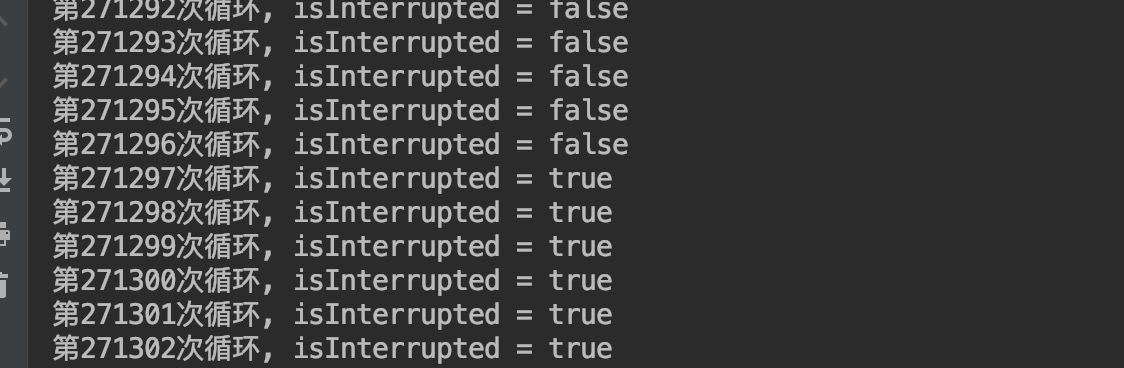 第271292次循环, isInterrupted = false
第271293次循环, isInterrupted = false
第271294次循环, isInterrupted = false
第271295次循环, isInterrupted = false
第271296次循环, isInterrupted = false
第271297次循环, isInterrupted = true
第271298次循环, isInterrupted = true
第271299次循环, isInterrupted = true
第271300次循环, isInterrupted = true
第271301次循环, isInterrupted = true
第271302次循环, isInterrupted = true